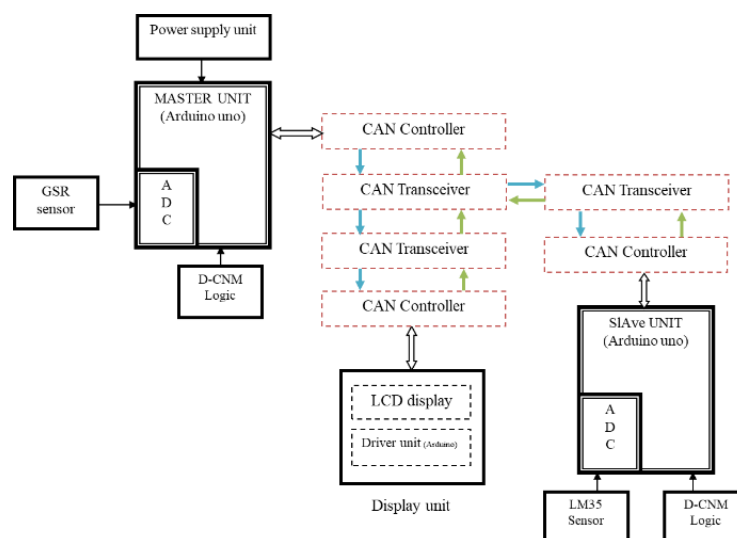 Power supply unit
MASTER UNIT
(Arduino uno)
A
D
C
GSR
sensor
D-CNM
Logic
CAN Controller
CAN Transceiver
CAN Transceiver
CAN Controller
CAN Transceiver
CAN Controller
LCD display
Driver unit (Arduno)
Display unit
SlAve UNIT
(Arduino uno)
A
D
C
LM35
Sensor
D-CNM
Logic